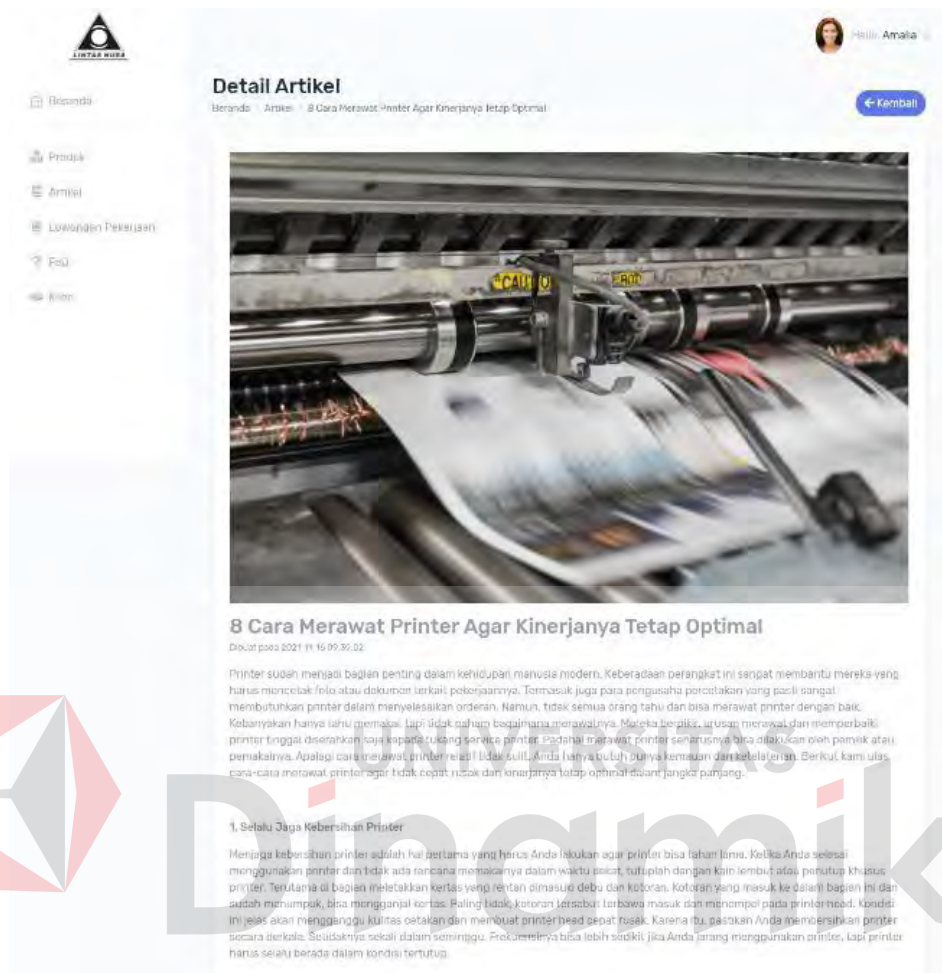 LINTAS NUSA
Hello, Amalia
Detail Artikel
Beranda Artikel 8 Cara Merawat Printer Agar Kinerjanya Tetap Optimal
← Kembali
Beranda
Produk
Artikel
Lowongan Pekerjaan
FaQ
Klien
CAUTION
8 Cara Merawat Printer Agar Kinerjanya Tetap Optimal
Dibuat pada 2021-11-15 09:39:02
Printer sudah menjadi bagian penting dalam kehidupan manusia modern. Keberadaan perangkat ini sangat membantu mereka yang
harus mencetak foto atau dokumen terkait pekerjaannya. Termasuk juga para pengusaha percetakan yang pasti sangat
membutuhkan printer dalam menyelesaikan orderan. Namun, tidak semua orang tahu dan bisa merawat printer dengan baik.
Kebanyakan hanya tahu memakai, tapi tidak paham bagaimana merawatnya. Mereka berpikir, urusan merawat dan memperbaiki
printer tinggal diserahkan saja kepada tukang service printer. Padahal merawat printer seharusnya bisa dilakukan oleh pemilik atau
pemakainya. Apalagi cara merawat printer relatif tidak sulit. Anda hanya butuh punya kemauan dan ketelatenan. Berikut kami ulas
cara-cara merawat printer agar tidak cepat rusak dan kinerjanya tetap optimal dalam jangka panjang.
1. Selalu Jaga Kebersihan Printer
Menjaga kebersihan printer adalah hal pertama yang harus Anda lakukan agar printer bisa tahan lama. Ketika Anda selesai
menggunakan printer dan tidak ada rencana memakainya dalam waktu dekat, tutuplah dengan kain lembut atau penutup khusus
printer. Terutama di bagian meletakkan kertas yang rentan dimasuki debu dan kotoran. Kotoran yang masuk ke dalam bagian ini dan
sudah menumpuk, bisa mengganjal kertas. Paling tidak, kotoran tersebut terbawa masuk dan menempel pada printer head. Kondisi
ini jelas akan mengganggu kulitas cetakan dan membuat printer head cepat rusak. Karena itu, pastikan Anda membersihkan printer
secara berkala. Setidaknya sekali dalam seminggu. Frekuensinya bisa lebih sedikit jika Anda jarang menggunakan printer, tapi printer
harus selalu berada dalam kondisi tertutup.
UNIVERSITAS
Dinamik